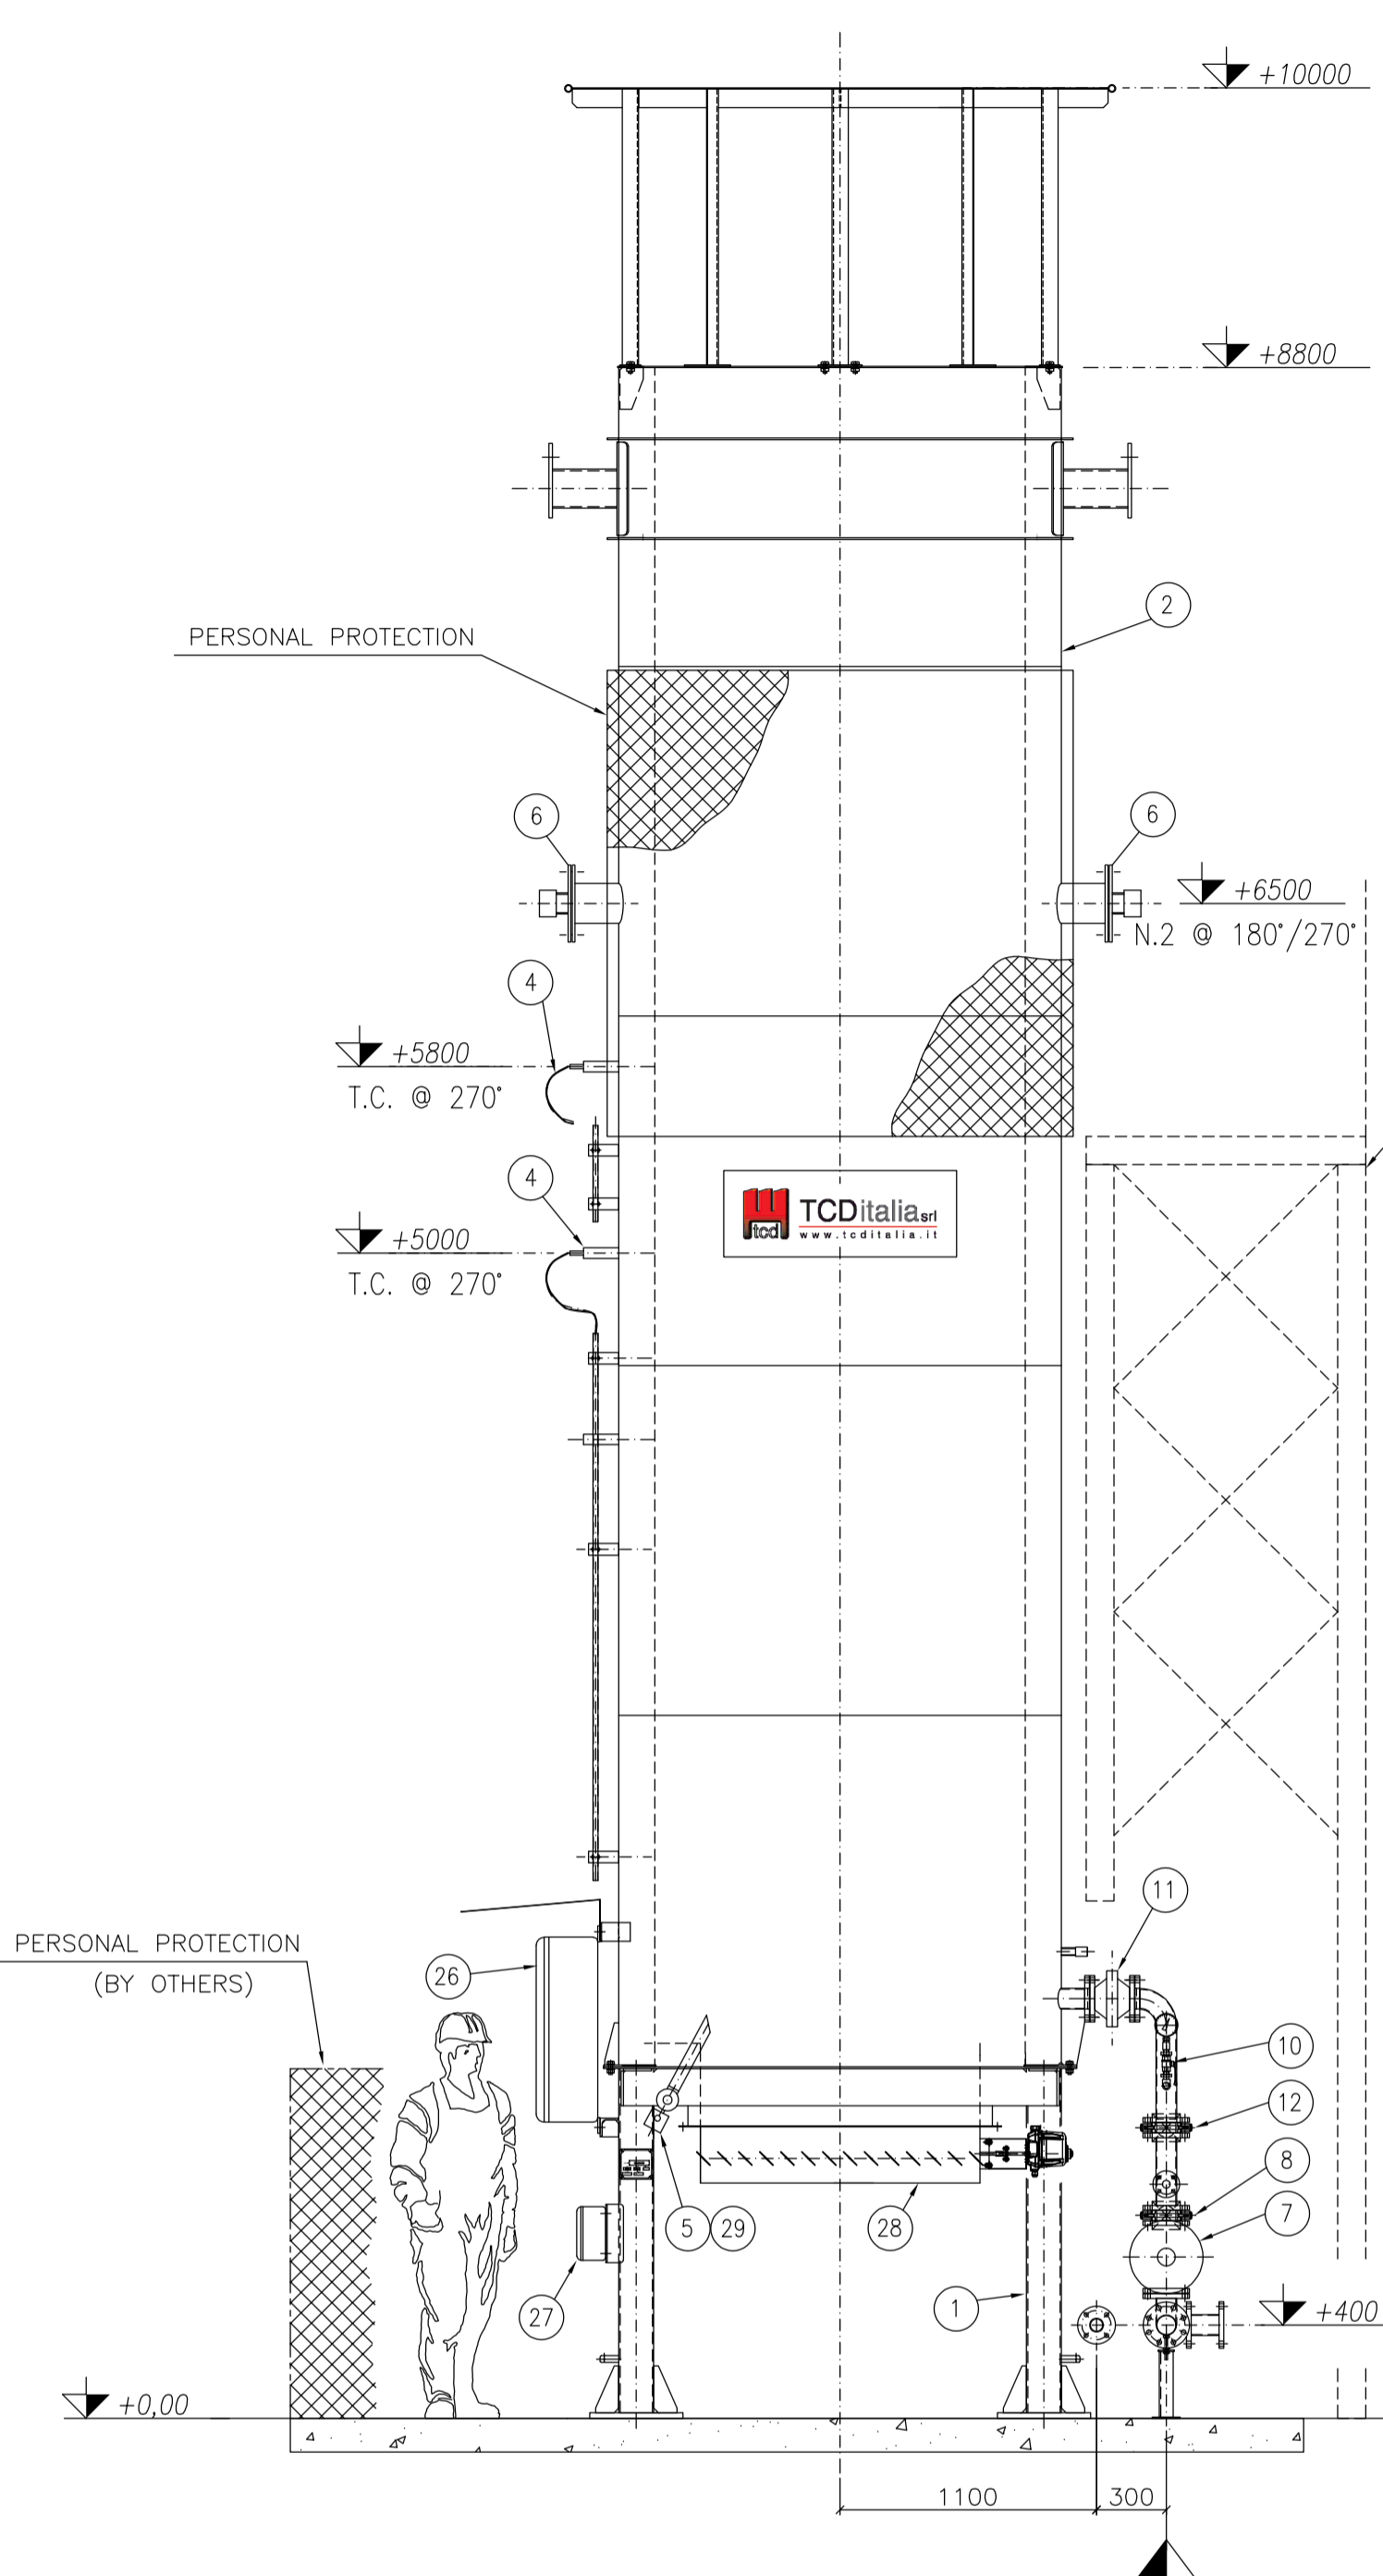 +10000
+8800
2
PERSONAL PROTECTION
6
6
+6500
N.2 @ 180°/270°
4
+5800
T.C. @ 270°
4
TCDitalia srl
tcd
www.tcditalia.it
+5000
T.C. @ 270°
11
PERSONAL PROTECTION
(BY OTHERS)
26
10
12
8
7
5
29
28
27
1
+400
+0,00
1100
300